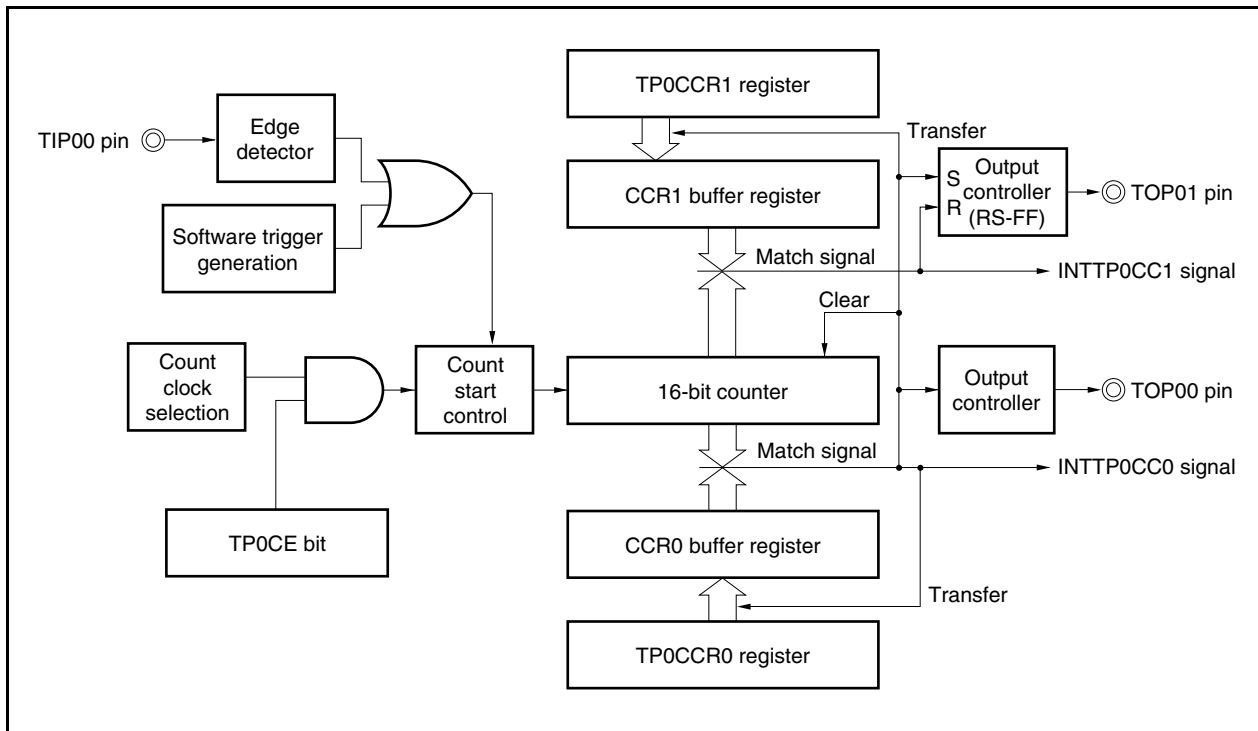 TP0CCR1 register
TIP00 pin
Edge
detector
Transfer
S
R
Output
controller
(RS-FF)
TOP01 pin
CCR1 buffer register
Software trigger
generation
Match signal
INTTP0CC1 signal
Clear
Count
clock
selection
Count
start
control
16-bit counter
Output
controller
TOP00 pin
Match signal
INTTP0CC0 signal
TP0CE bit
CCR0 buffer register
Transfer
TP0CCR0 register